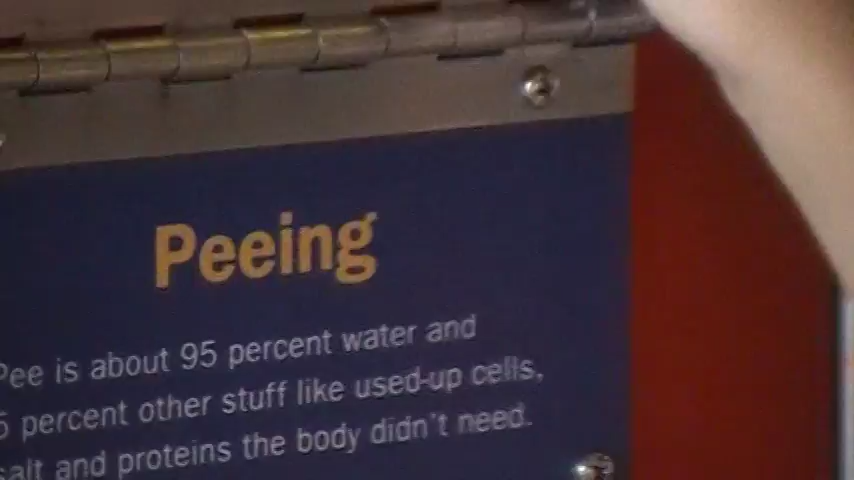 Peeing
Pee is about 95 percent water and
5 percent other stuff like used-up cells,
salt and proteins the body didn't need.